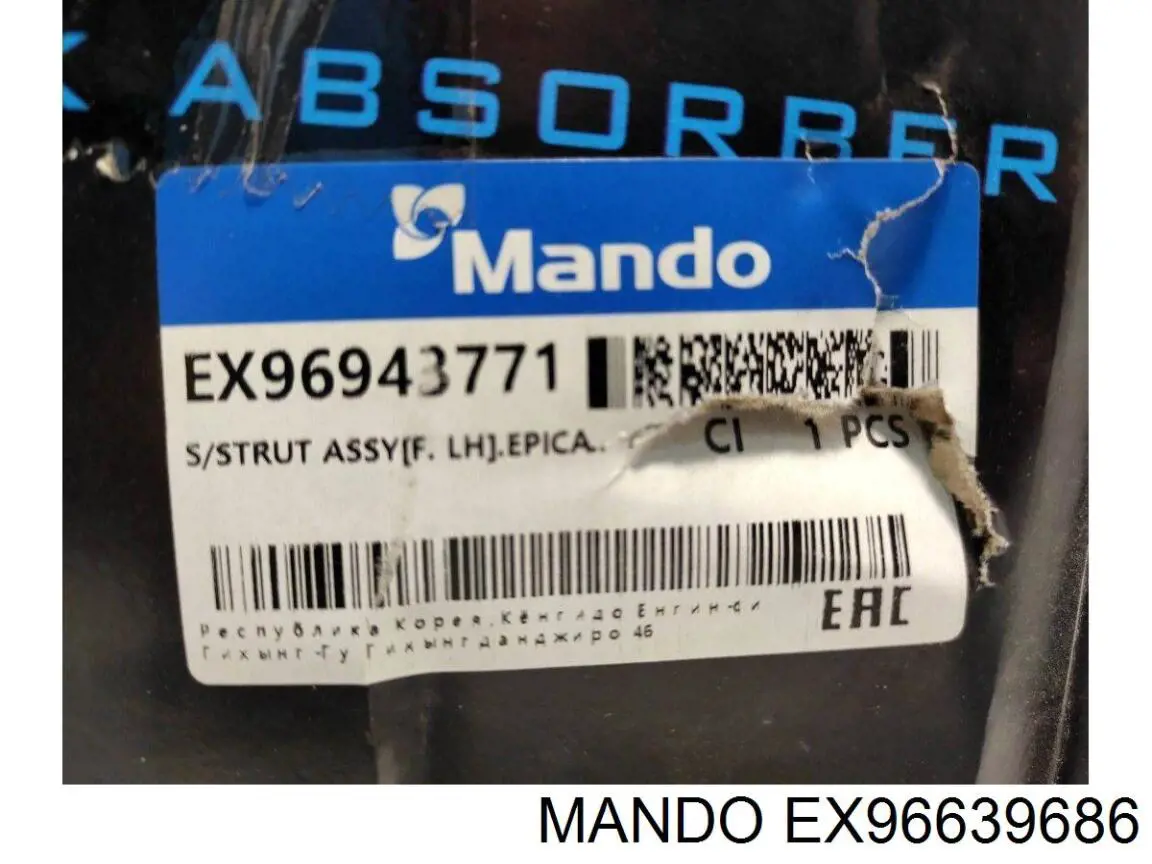 ABSORBER
Mando
EX96943771
S/STRUT ASSY[F. LH].EPICA..
CI 1 PCS
Республика Корея, Кёнгидо Енгин-си
Гихынг-Гу Гихынгданджиро 46
EAC
MANDO EX96639686